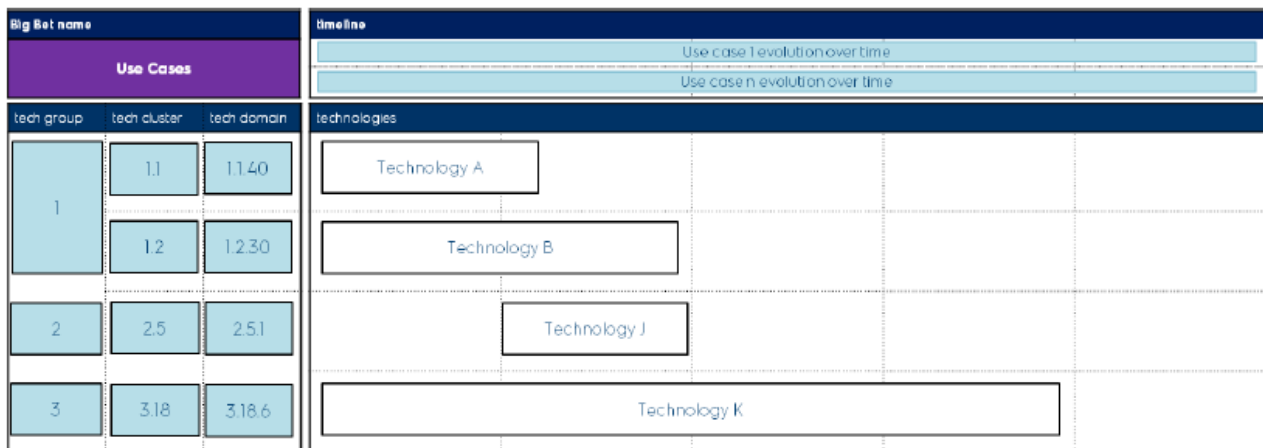 Big Bet name
timeline
Use Cases
Use case 1 evolution over time
Use case n evolution over time
tech group tech cluster tech domain technologies
1 1.1 1.1.40 Technology A
1.2 1.2.30 Technology B
2 2.5 2.5.1 Technology J
3 3.18 3.18.6 Technology K